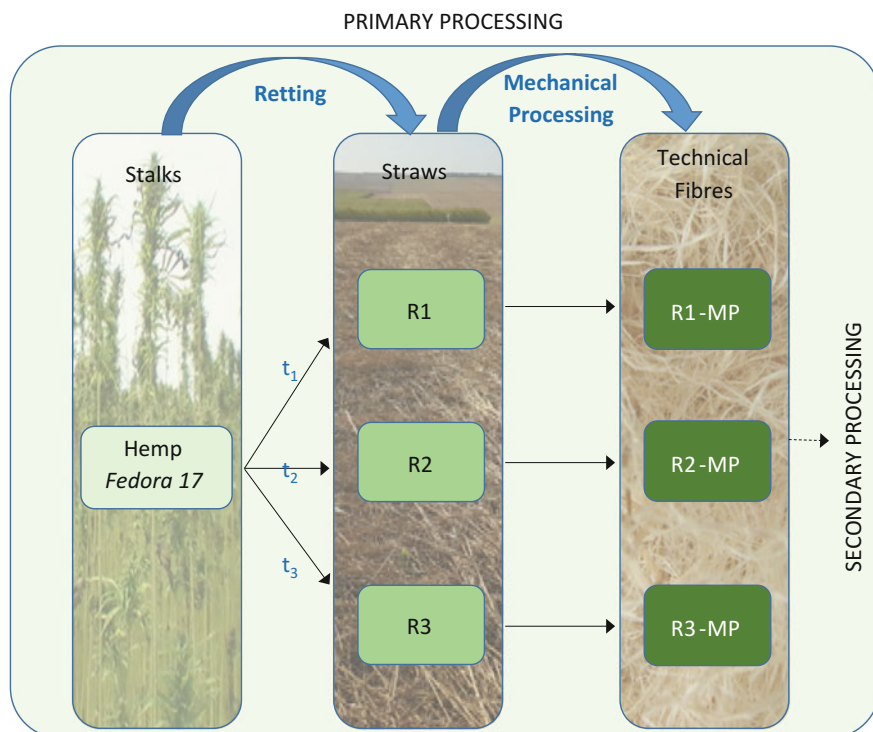 PRIMARY PROCESSING
Retting
Mechanical
Processing
Stalks
Straws
Technical
Fibres
R1
R1-MP
t1
Hemp
Fedora 17
t2
R2
R2-MP
t3
R3
R3-MP
SECONDARY PROCESSING